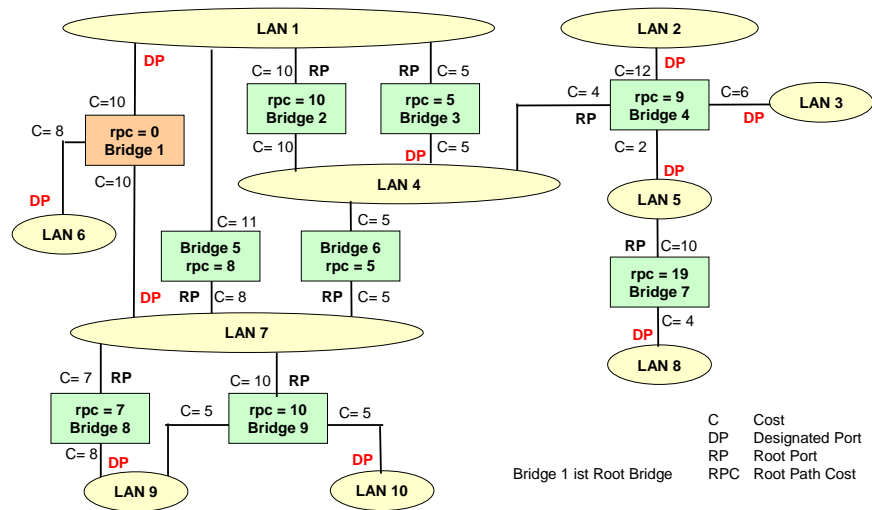 LAN 1
LAN 2
DP
C= 10 RP
RP C= 5
C=12 DP
C=10
rpc = 0
Bridge 1
C= 8
C=10
DP
LAN 6
rpc = 10
Bridge 2
C= 10
rpc = 5
Bridge 3
DP C= 5
C= 4
RP
rpc = 9
Bridge 4
C=6
DP
LAN 3
C= 2
DP
LAN 4
LAN 5
C= 11
Bridge 5
rpc = 8
RP C= 8
C= 5
Bridge 6
rpc = 5
RP C= 5
RP C=10
rpc = 19
Bridge 7
DP C= 4
LAN 8
DP
LAN 7
C= 7 RP
C= 10 RP
rpc = 7
Bridge 8
C= 8 DP
C= 5
rpc = 10
Bridge 9
C= 5
DP
LAN 9
LAN 10
Bridge 1 ist Root Bridge
C Cost
DP Designated Port
RP Root Port
RPC Root Path Cost